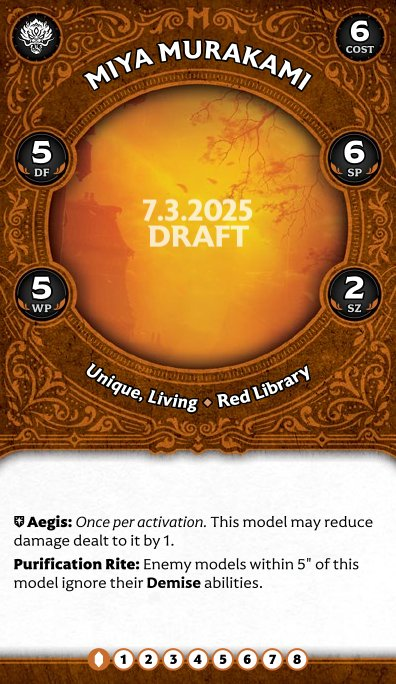 MIYA MURAKAMI
6
COST
5
DF
6
SP
7.3.2025
DRAFT
5
WP
2
SZ
Unique, Living ◆ Red Library
Aegis: Once per activation. This model may reduce
damage dealt to it by 1.
Purification Rite: Enemy models within 5" of this
model ignore their Demise abilities.
1 2 3 4 5 6 7 8